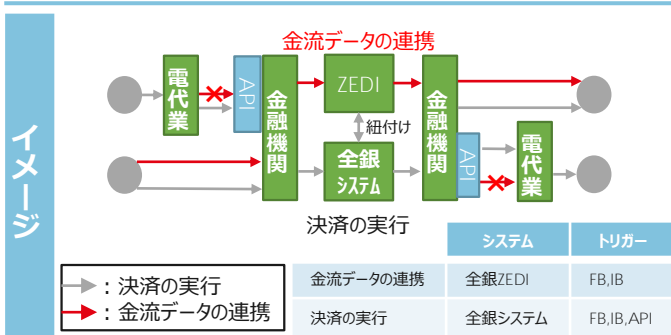 イメージ
金流データの連携
電代業
API
金融機関
ZEDI
紐付け
全銀
システム
金融機関
API
電代業
決済の実行
：決済の実行
：金流データの連携
システム トリガー
金流データの連携 全銀ZEDI FB,IB
決済の実行 全銀システム FB,IB,API